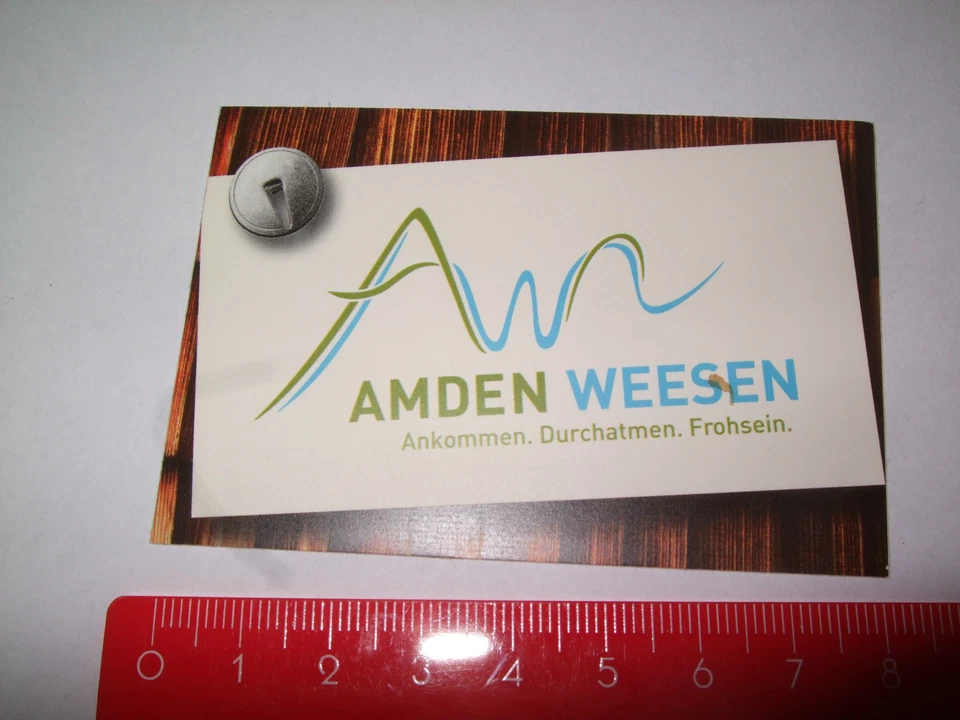 AMDEN WEESEN
Ankommen. Durchatmen. Frohsein.
0 1 2 3 4 5 6 7 8